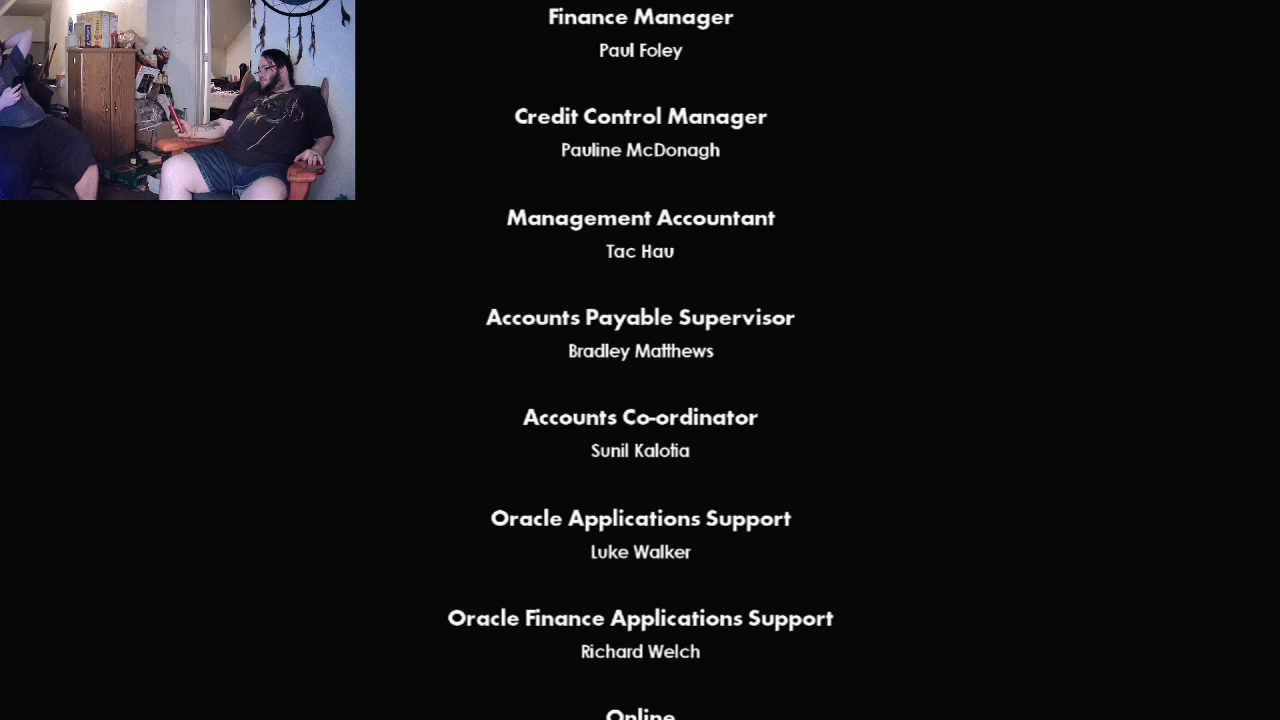 Finance Manager
Paul Foley
Credit Control Manager
Pauline McDonagh
Management Accountant
Tac Hau
Accounts Payable Supervisor
Bradley Matthews
Accounts Co-ordinator
Sunil Kalotia
Oracle Applications Support
Luke Walker
Oracle Finance Applications Support
Richard Welch
Online